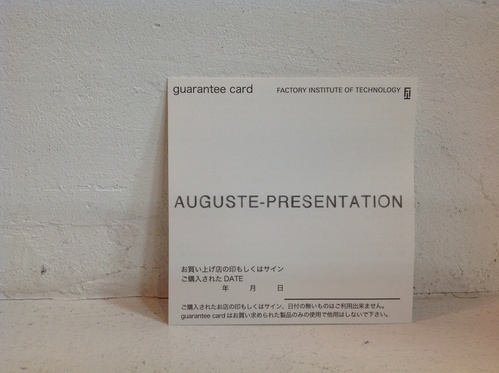 guarantee card
FACTORY INSTITUTE OF TECHNOLOGY
AUGUSTE-PRESENTATION
お買い上げ店の印もしくはサイン
ご購入された DATE
年 月 日
ご購入されたお店の印もしくはサイン、日付の無いものはご利用出来ません。
guarantee card はお買い求められた製品のみの使用で他用はしないで下さい。